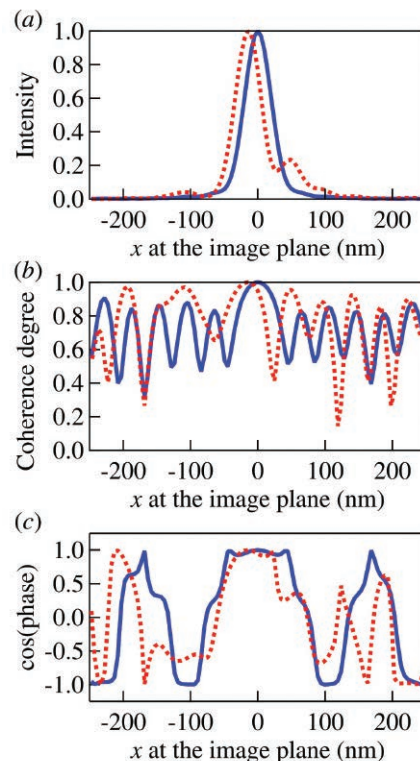 (a)
1.0
0.8
0.6
0.4
0.2
0.0
Intensity
-200 -100 0 100 200
x at the image plane (nm)
(b)
1.0
0.8
0.6
0.4
0.2
0.0
Coherence degree
-200 -100 0 100 200
x at the image plane (nm)
(c)
1.0
0.5
0.0
-0.5
-1.0
cos(phase)
-200 -100 0 100 200
x at the image plane (nm)